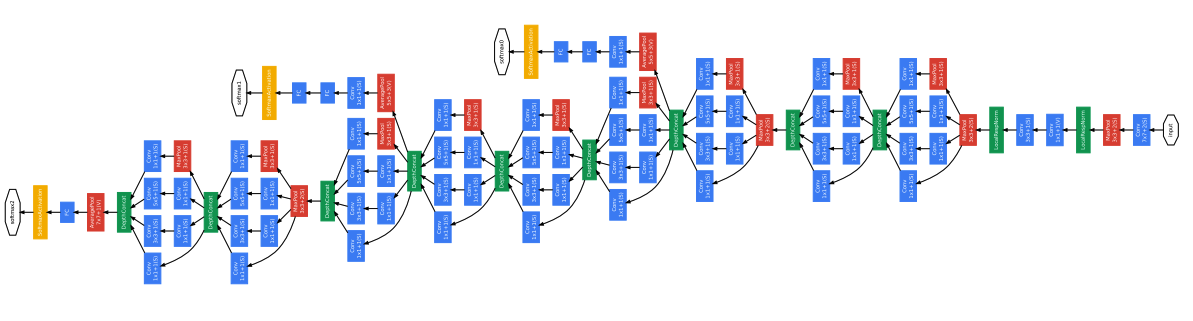 softmax2
SoftmaxActivation
FC
AveragePool
7x7+1(V)
DepthConcat
Conv
1x1+1(S)
Conv
3x3+1(S)
Conv
5x5+1(S)
Conv
1x1+1(S)
Conv
1x1+1(S)
Conv
1x1+1(S)
MaxPool
3x3+1(S)
DepthConcat
Conv
1x1+1(S)
Conv
3x3+1(S)
Conv
5x5+1(S)
Conv
1x1+1(S)
softmax1
Conv
1x1+1(S)
Conv
1x1+1(S)
MaxPool
3x3+1(S)
SoftmaxActivation
MaxPool
3x3+2(S)
FC
DepthConcat
FC
Conv
1x1+1(S)
Conv
3x3+1(S)
Conv
5x5+1(S)
Conv
1x1+1(S)
Conv
1x1+1(S)
Conv
1x1+1(S)
Conv
1x1+1(S)
MaxPool
3x3+1(S)
AveragePool
5x5+3(V)
DepthConcat
Conv
1x1+1(S)
Conv
3x3+1(S)
Conv
5x5+1(S)
Conv
1x1+1(S)
Conv
1x1+1(S)
Conv
1x1+1(S)
MaxPool
3x3+1(S)
DepthConcat
softmax0
Conv
1x1+1(S)
Conv
3x3+1(S)
Conv
5x5+1(S)
Conv
1x1+1(S)
SoftmaxActivation
Conv
1x1+1(S)
Conv
1x1+1(S)
MaxPool
3x3+1(S)
FC
DepthConcat
FC
Conv
1x1+1(S)
Conv
3x3+1(S)
Conv
5x5+1(S)
Conv
1x1+1(S)
Conv
1x1+1(S)
Conv
1x1+1(S)
Conv
1x1+1(S)
MaxPool
3x3+1(S)
AveragePool
5x5+3(V)
DepthConcat
Conv
1x1+1(S)
Conv
3x3+1(S)
Conv
5x5+1(S)
Conv
1x1+1(S)
Conv
1x1+1(S)
Conv
1x1+1(S)
MaxPool
3x3+1(S)
MaxPool
3x3+2(S)
DepthConcat
Conv
1x1+1(S)
Conv
3x3+1(S)
Conv
5x5+1(S)
Conv
1x1+1(S)
Conv
1x1+1(S)
Conv
1x1+1(S)
MaxPool
3x3+1(S)
DepthConcat
Conv
1x1+1(S)
Conv
3x3+1(S)
Conv
5x5+1(S)
Conv
1x1+1(S)
Conv
1x1+1(S)
Conv
1x1+1(S)
MaxPool
3x3+1(S)
MaxPool
3x3+2(S)
LocalRespNorm
Conv
3x3+1(S)
Conv
1x1+1(V)
LocalRespNorm
MaxPool
3x3+2(S)
Conv
7x7+2(S)
input